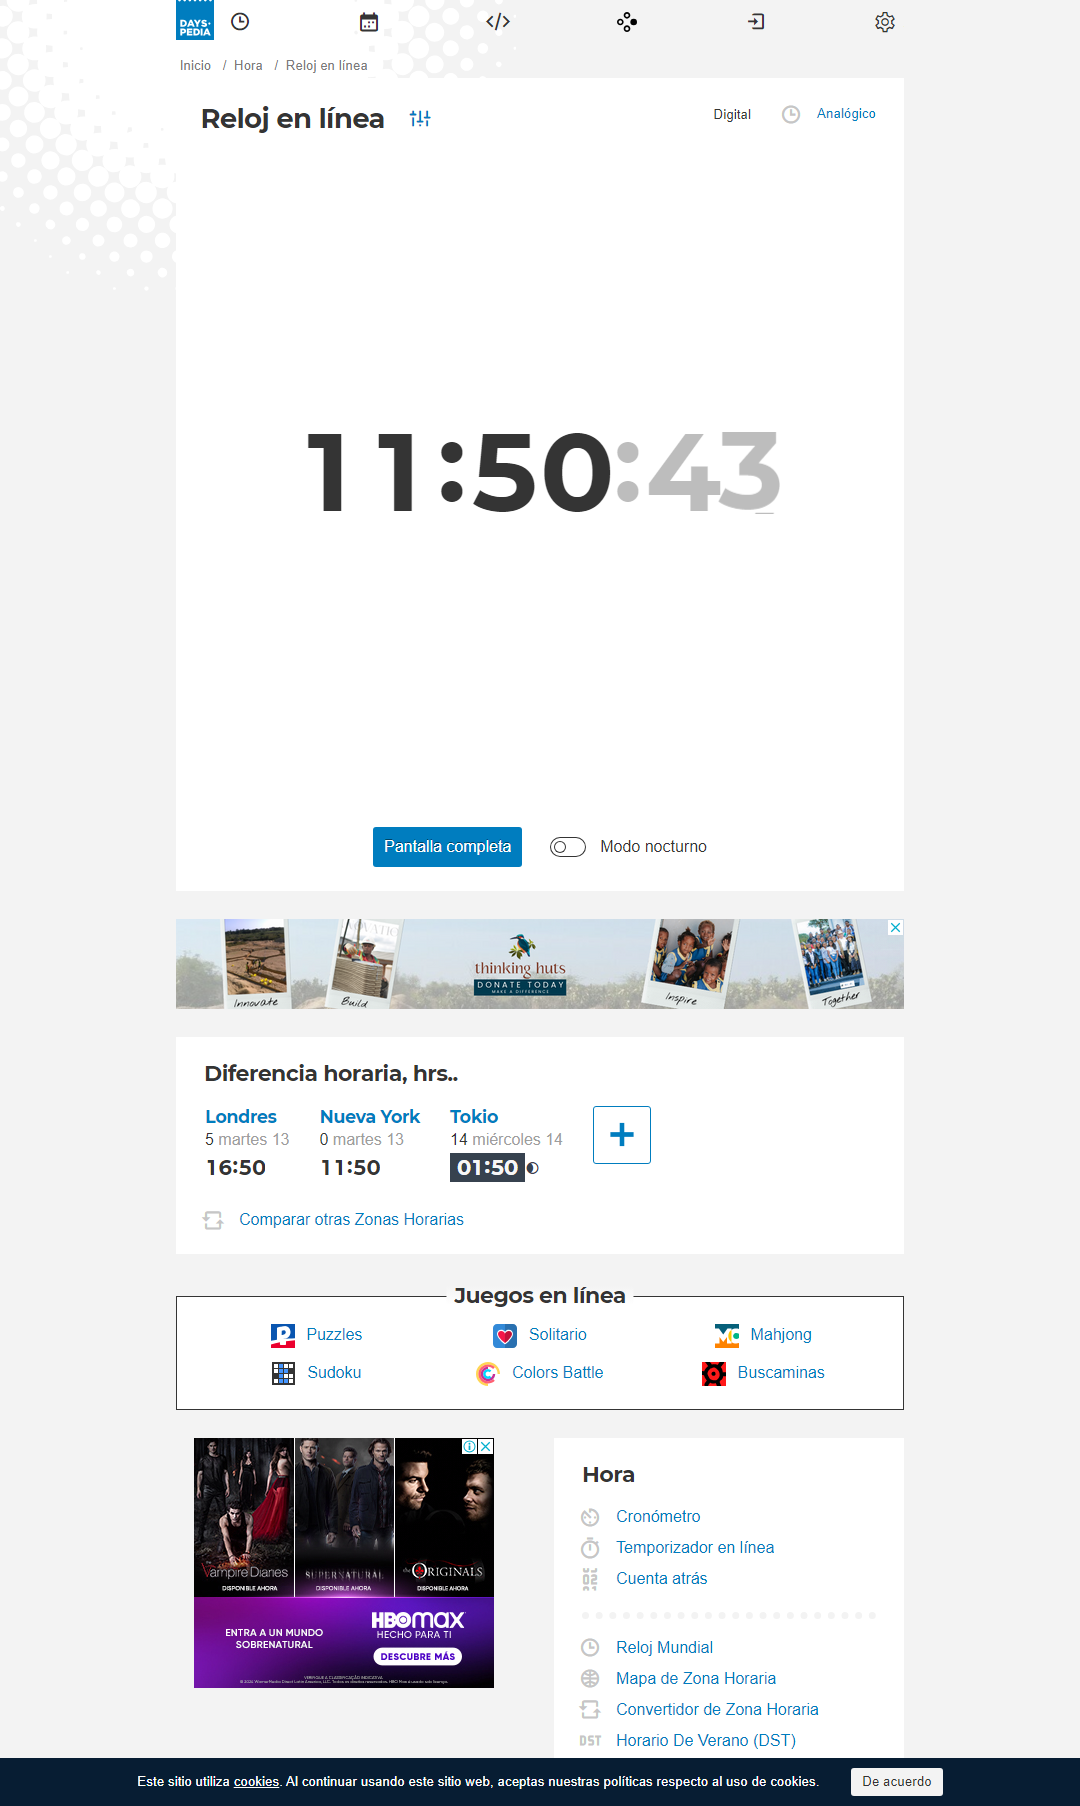 DAYS-
PEDIA
Inicio / Hora / Reloj en línea
Reloj en línea
Digital
Analógico
11:50:43
Pantalla completa
Modo nocturno
Innovate
Build
thinking huts
DONATE TODAY
MAKE A DIFFERENCE
Inspire
Together
Diferencia horaria, hrs..
Londres
5 martes 13
16:50
Nueva York
0 martes 13
11:50
Tokio
14 miércoles 14
01:50
Comparar otras Zonas Horarias
Juegos en línea
Puzzles
Solitario
Mahjong
Sudoku
Colors Battle
Buscaminas
Vampire Diaries
DISPONIBLE AHORA
SUPERNATURAL
DISPONIBLE AHORA
the ORIGINALS
DISPONIBLE AHORA
ENTRA A UN MUNDO
SOBRENATURAL
HBOMAX
HECHO PARA TI
DESCUBRE MÁS
Hora
Cronómetro
Temporizador en línea
Cuenta atrás
Reloj Mundial
Mapa de Zona Horaria
Convertidor de Zona Horaria
DST
Horario De Verano (DST)
Este sitio utiliza cookies. Al continuar usando este sitio web, aceptas nuestras políticas respecto al uso de cookies.
De acuerdo